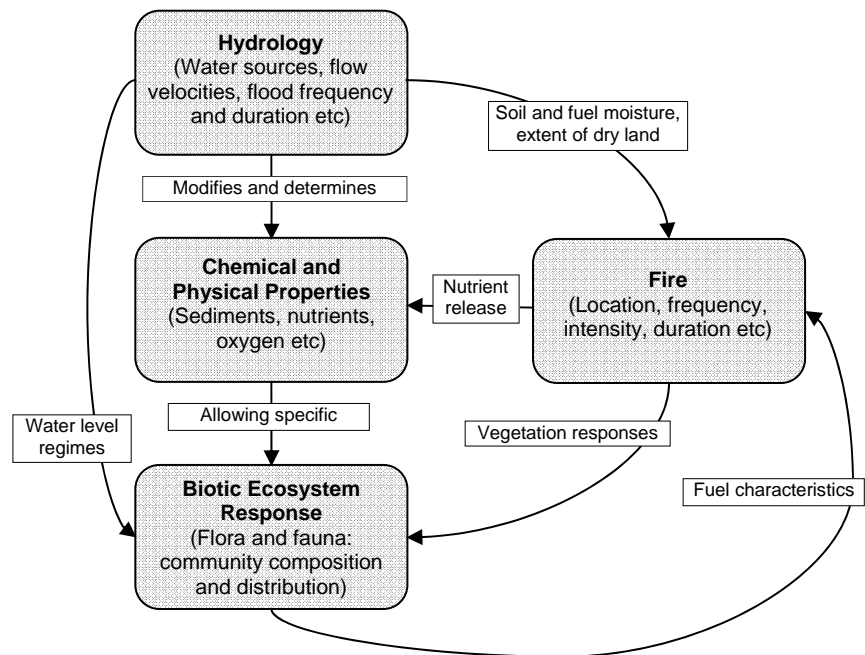 Hydrology
(Water sources, flow
velocities, flood frequency
and duration etc)
Soil and fuel moisture,
extent of dry land
Modifies and determines
Chemical and
Physical Properties
(Sediments, nutrients,
oxygen etc)
Nutrient
release
Fire
(Location, frequency,
intensity, duration etc)
Allowing specific
Water level
regimes
Vegetation responses
Fuel characteristics
Biotic Ecosystem
Response
(Flora and fauna:
community composition
and distribution)